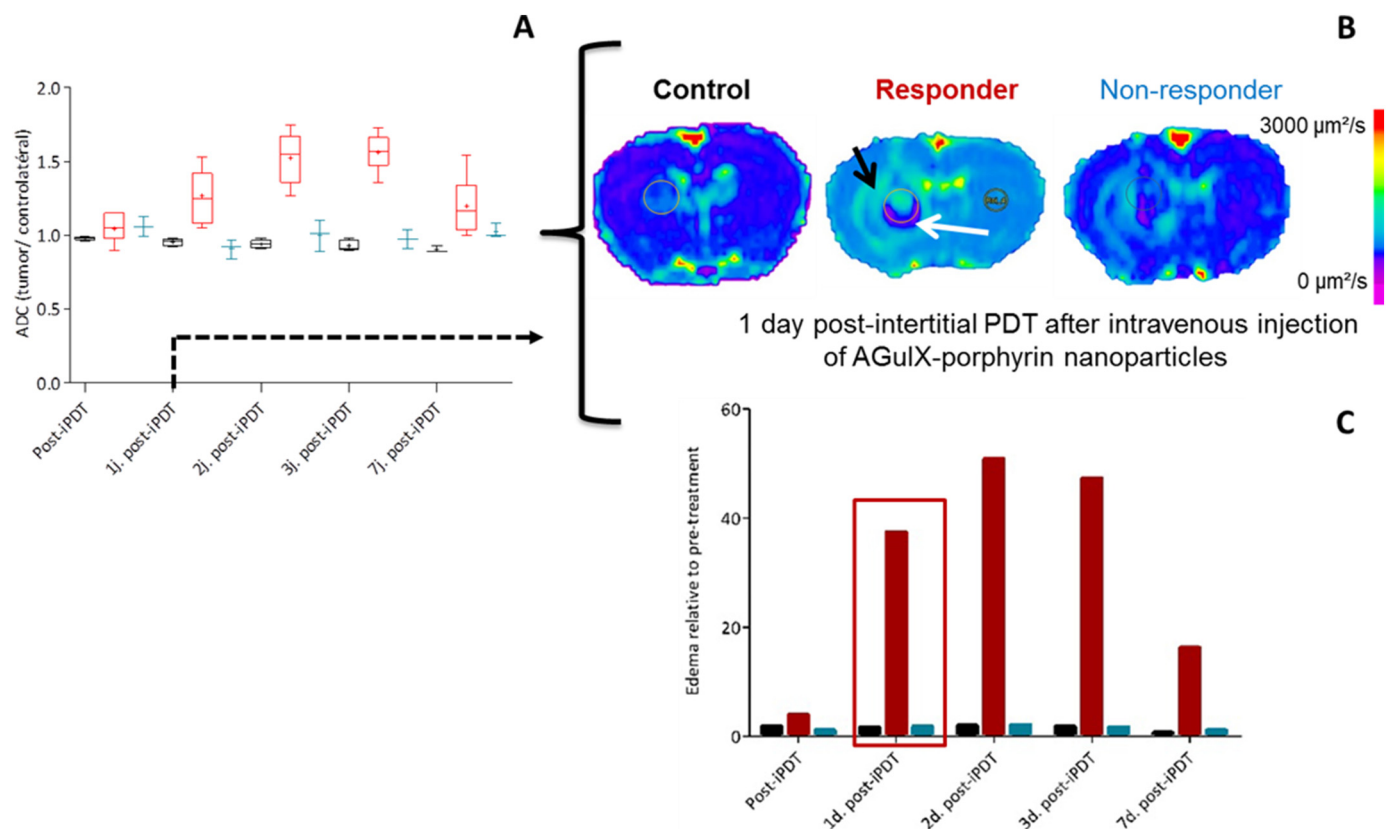 A
ADC (tumor/ controlatéral)
2.0
1.5
1.0
0.5
0.0
Post-iPDT
1j. post-iPDT
2j. post-iPDT
3j. post-iPDT
7j. post-iPDT
B
Control
Responder
Non-responder
3000 µm²/s
0 µm²/s
1 day post-intertitial PDT after intravenous injection
of AGuIX-porphyrin nanoparticles
C
Edema relative to pre-treatment
60
40
20
0
Post-iPDT
1d. post-iPDT
2d. post-iPDT
3d. post-iPDT
7d. post-iPDT